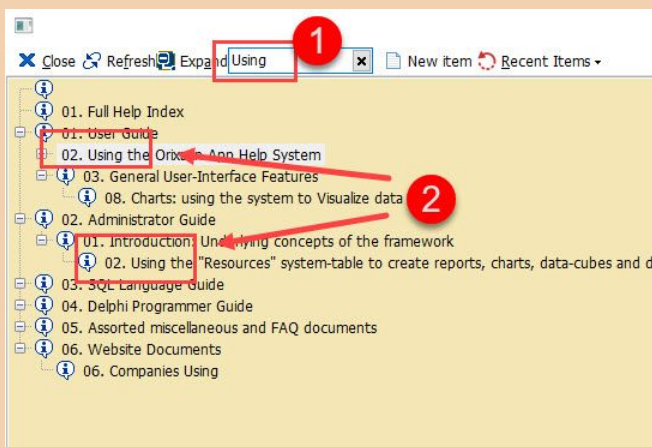 1
Close Refresh Expand Using New item Recent Items
01. Full Help Index
01. User Guide
02. Using the Orixa App Help System
03. General User-Interface Features
08. Charts: using the system to Visualize data
2
02. Administrator Guide
01. Introduction: Underlying concepts of the framework
02. Using the "Resources" system-table to create reports, charts, data-cubes and d
03. SQL Language Guide
04. Delphi Programmer Guide
05. Assorted miscellaneous and FAQ documents
06. Website Documents
06. Companies Using